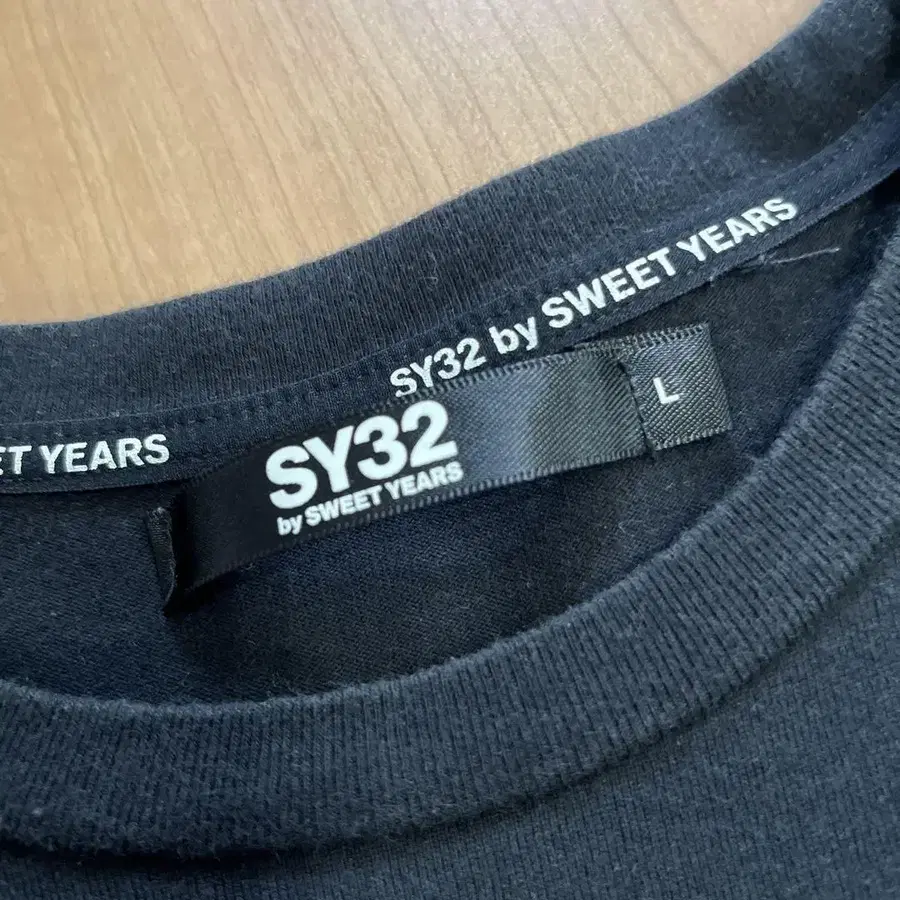 SY32 by SWEET YEARS
ET YEARS
SY32
by SWEET YEARS
L